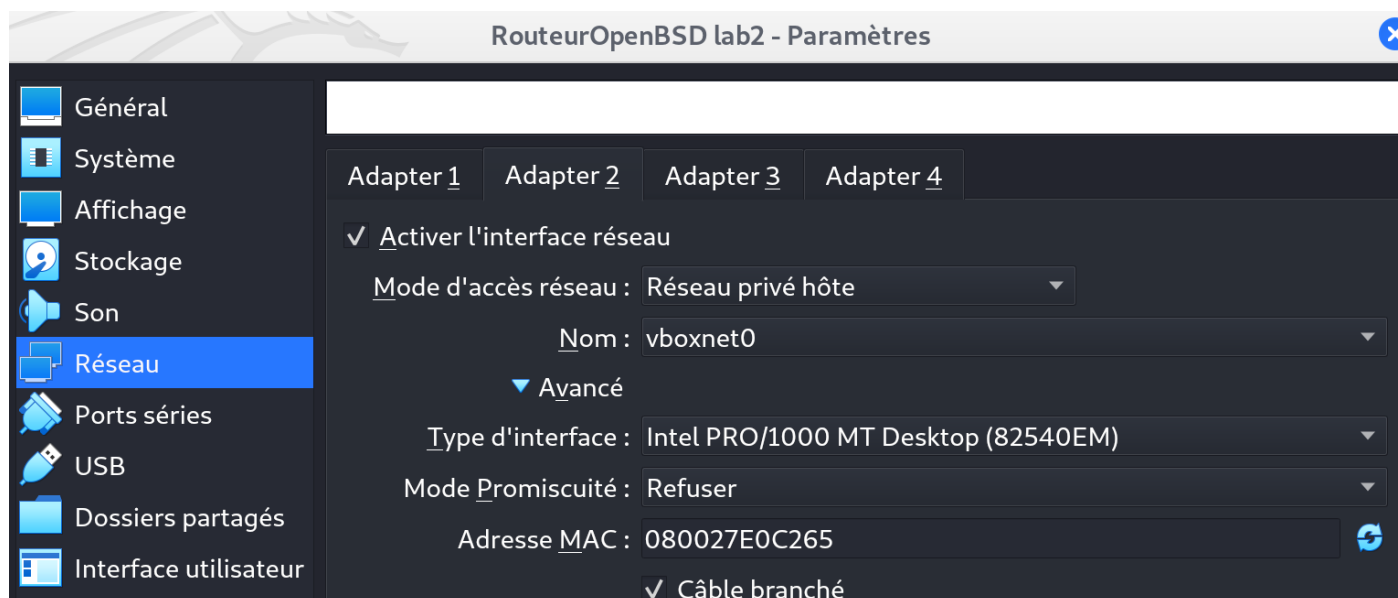 RouteurOpenBSD lab2 - Paramètres
Général
Système
Affichage
Stockage
Son
Réseau
Ports séries
USB
Dossiers partagés
Interface utilisateur
Adapter 1 Adapter 2 Adapter 3 Adapter 4
Activer l'interface réseau
Mode d'accès réseau : Réseau privé hôte
Nom : vboxnet0
Avancé
Type d'interface : Intel PRO/1000 MT Desktop (82540EM)
Mode Promiscuité : Refuser
Adresse MAC : 080027E0C265
Câble branché